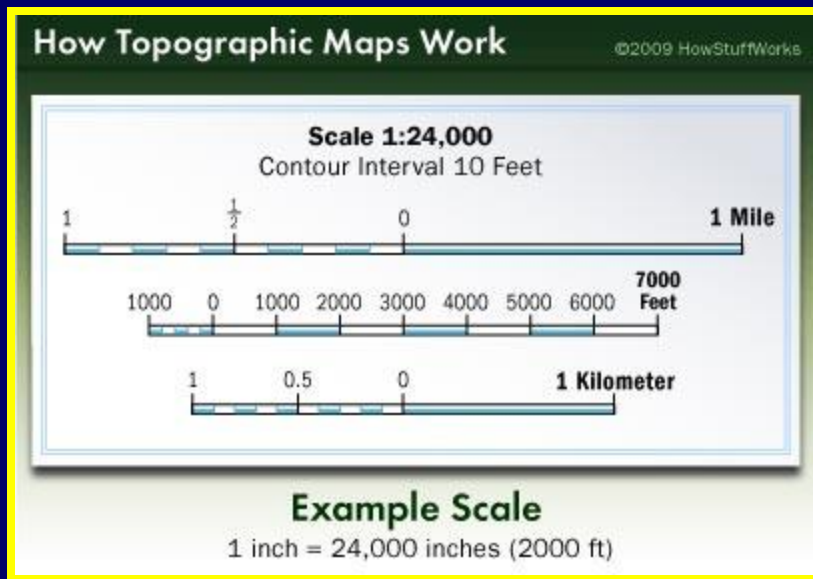 How Topographic Maps Work
©2009 HowStuffWorks
Scale 1:24,000
Contour Interval 10 Feet
1 ½ 0 1 Mile
1000 0 1000 2000 3000 4000 5000 6000 7000 Feet
1 0.5 0 1 Kilometer
Example Scale
1 inch = 24,000 inches (2000 ft)